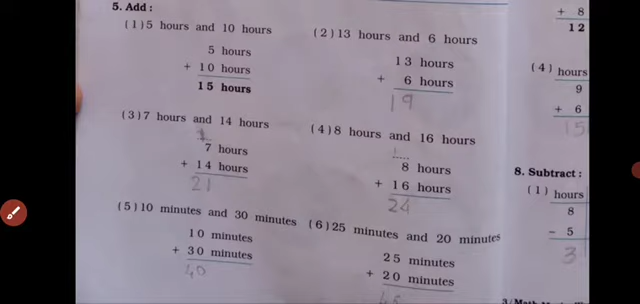 5. Add :
(1) 5 hours and 10 hours
5 hours
+ 10 hours
15 hours
(2) 13 hours and 6 hours
13 hours
+ 6 hours
19
(3) 7 hours and 14 hours
1
7 hours
+ 14 hours
21
(4) 8 hours and 16 hours
1
8 hours
+ 16 hours
24
(5) 10 minutes and 30 minutes
10 minutes
+ 30 minutes
40
(6) 25 minutes and 20 minutes
25 minutes
+ 20 minutes
+ 8
12
(4) hours
9
+ 6
15
8. Subtract :
(1) hours
8
- 5
3